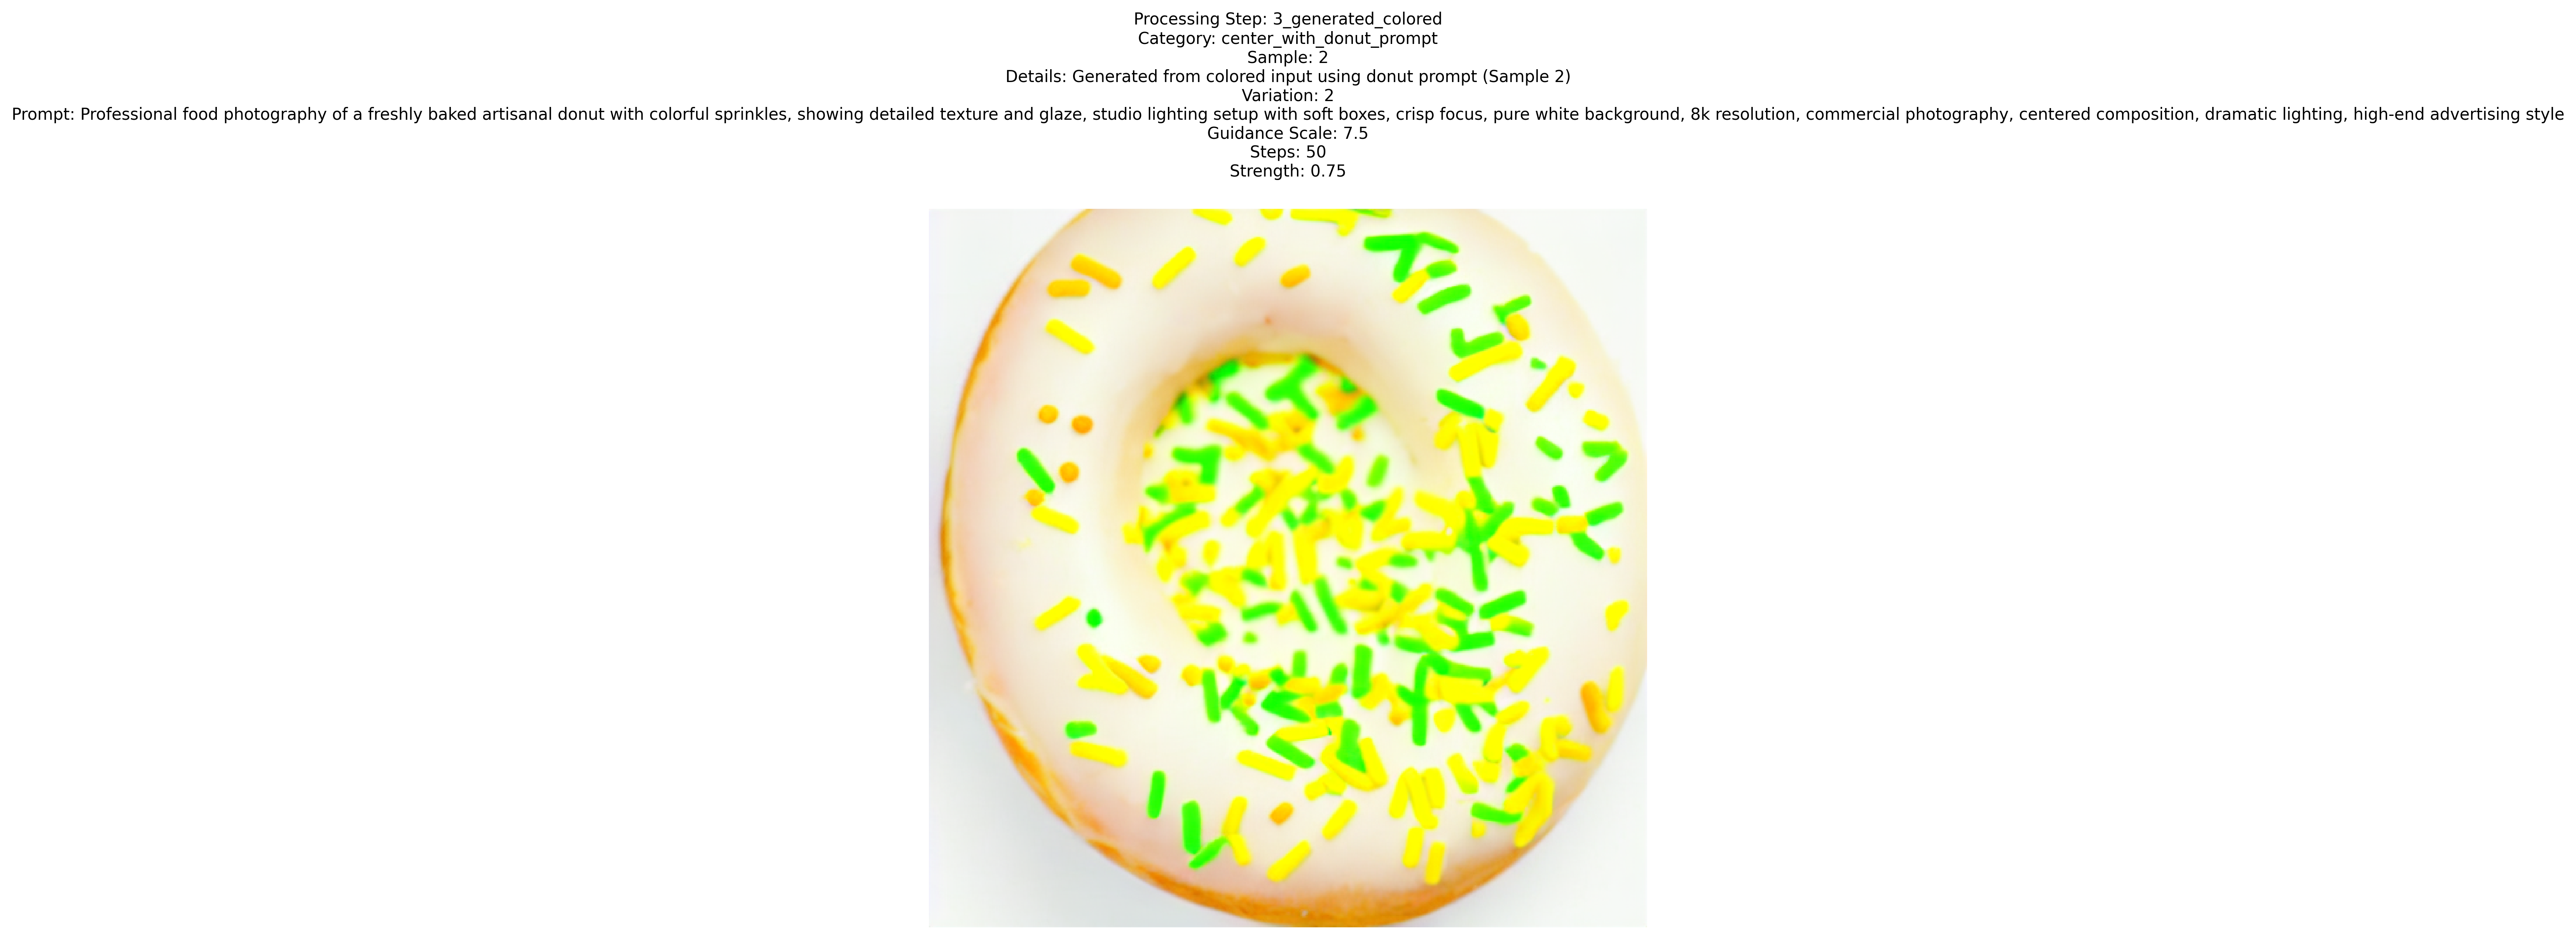 Processing Step: 3_generated_colored
Category: center_with_donut_prompt
Sample: 2
Details: Generated from colored input using donut prompt (Sample 2)
Variation: 2
Prompt: Professional food photography of a freshly baked artisanal donut with colorful sprinkles, showing detailed texture and glaze, studio lighting setup with soft boxes, crisp focus, pure white background, 8k resolution, commercial photography, centered composition, dramatic lighting, high-end advertising style
Guidance Scale: 7.5
Steps: 50
Strength: 0.75